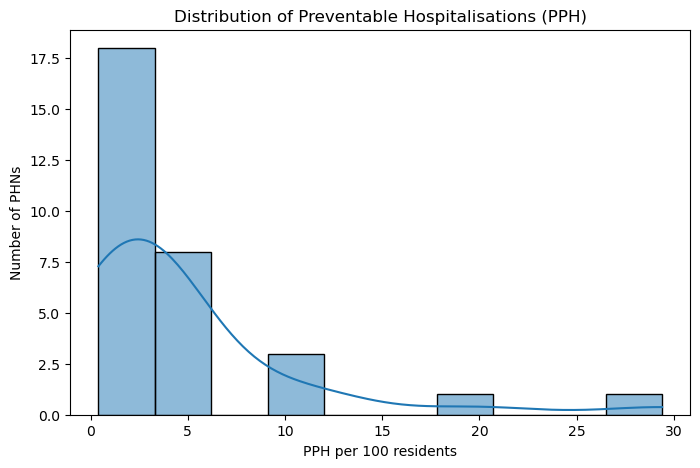 Distribution of Preventable Hospitalisations (PPH)
17.5
15.0
12.5
10.0
7.5
5.0
2.5
0.0
Number of PHNs
0 5 10 15 20 25 30
PPH per 100 residents